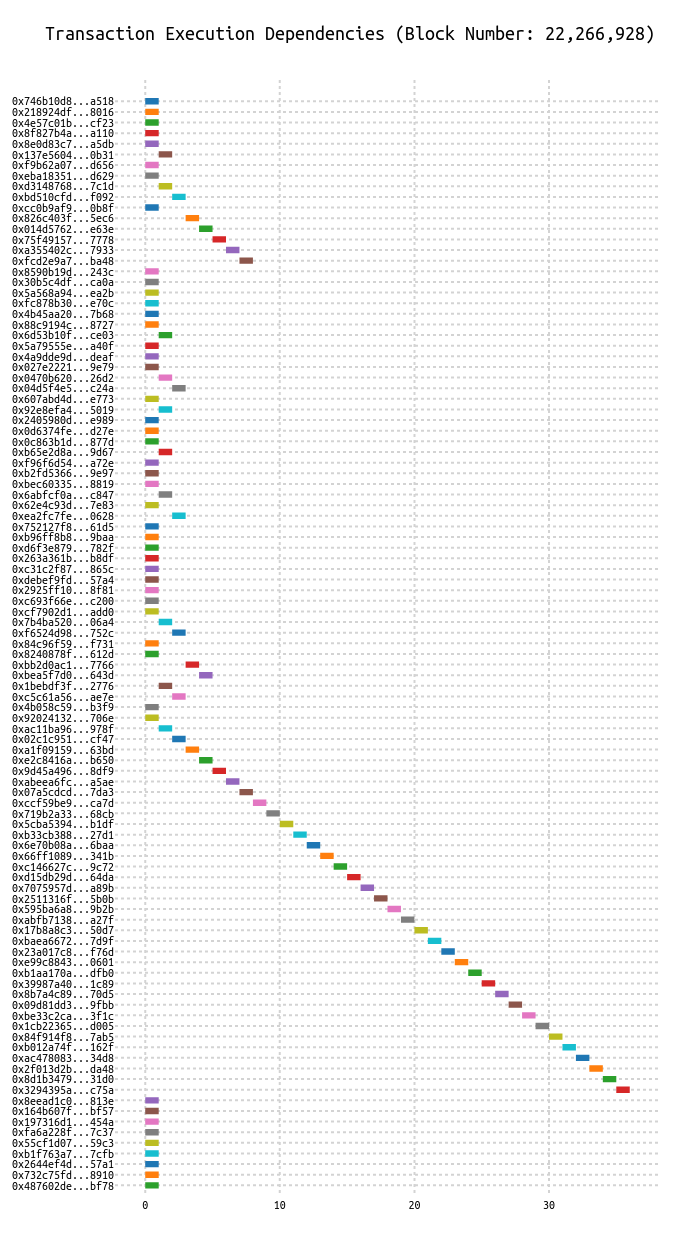 Transaction Execution Dependencies (Block Number: 22,266,928)
0x746b10d8...a518
0x218924df...8016
0x4e57c01b...cf23
0x8f827b4a...a110
0x8e0d83c7...a5db
0x137e5604...0b31
0xf9b62a07...d656
0xeba18351...d629
0xd3148768...7c1d
0xbd510cfd...f092
0xcc0b9af9...0b8f
0x826c403f...5ec6
0x014d5762...e63e
0x75f49157...7778
0xa355402c...7933
0xfcd2e9a7...ba48
0x8590b19d...243c
0x30b5c4df...ca0a
0x5a568a94...ea2b
0xfc878b30...e70c
0x4b45aa20...7b68
0x88c9194c...8727
0x6d53b10f...ce03
0x5a79555e...a40f
0x4a9dde9d...deaf
0x027e2221...9e79
0x0470b620...26d2
0x04d5f4e5...c24a
0x607abd4d...e773
0x92e8efa4...5019
0x2405980d...e989
0x0d6374fe...d27e
0x0c863b1d...877d
0xb65e2d8a...9d67
0xf96f6d54...a72e
0xb2fd5366...9e97
0xbec60335...8819
0x6abfcf0a...c847
0x62e4c93d...7e83
0xea2fc7fe...0628
0x752127f8...61d5
0xb96ff8b8...9baa
0xd6f3e879...782f
0x263a361b...b8df
0xc31c2f87...865c
0xdebef9fd...57a4
0x2925ff10...8f81
0xc693f66e...c200
0xcf7902d1...add0
0x7b4ba520...06a4
0xf6524d98...752c
0x84c96f59...f731
0x8240878f...612d
0xbb2d0ac1...7766
0xbea5f7d0...643d
0x1bebdf3f...2776
0xc5c61a56...ae7e
0x4b058c59...b3f9
0x92024132...706e
0xac11ba96...978f
0x02c1c951...cf47
0xa1f09159...63bd
0xe2c8416a...b650
0x9d45a496...8df9
0xabeea6fc...a5ae
0x07a5cdcd...7da3
0xccf59be9...ca7d
0x719b2a33...68cb
0x5cba5394...b1df
0xb33cb388...27d1
0x6e70b08a...6baa
0x66ff1089...341b
0xc146627c...9c72
0xd15db29d...64da
0x7075957d...a89b
0x2511316f...5b0b
0x595ba6a8...9b2b
0xabfb7138...a27f
0x17b8a8c3...50d7
0xbaea6672...7d9f
0x23a017c8...f76d
0xe99c8843...0601
0xb1aa170a...dfb0
0x39987a40...1c89
0x8b7a4c89...70d5
0x09d81dd3...9fbb
0xbe33c2ca...3f1c
0x1cb22365...d005
0x84f914f8...7ab5
0xb012a74f...162f
0xac478083...34d8
0x2f013d2b...da48
0x8d1b3479...31d0
0x3294395a...c75a
0x8eead1c0...813e
0x164b607f...bf57
0x197316d1...454a
0xfa6a228f...7c37
0x55cf1d07...59c3
0xb1f763a7...7cfb
0x2644ef4d...57a1
0x732c75fd...8910
0x487602de...bf78
0 10 20 30